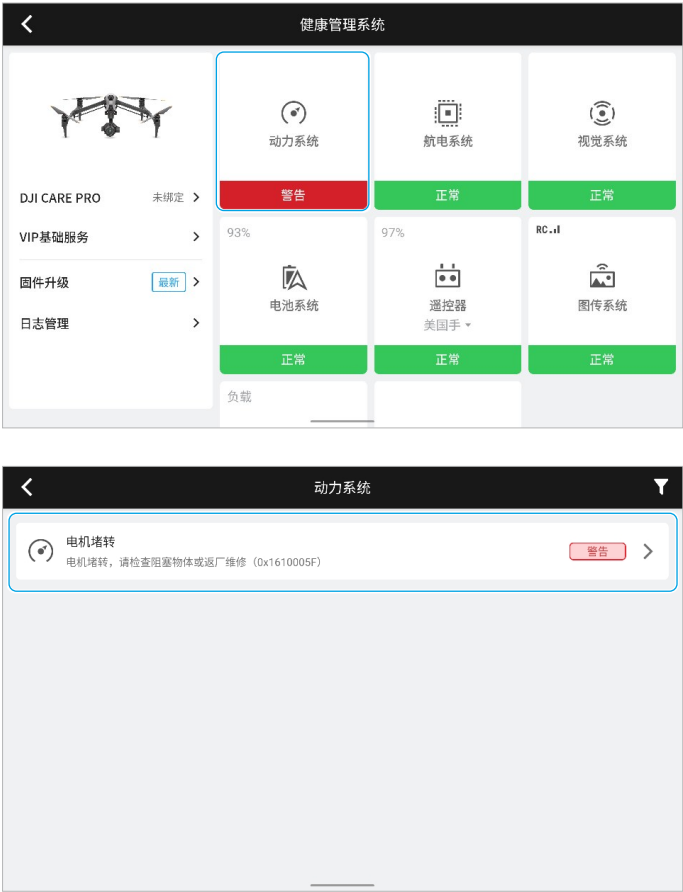 健康管理系统
DJI CARE PRO 未绑定
VIP基础服务
固件升级 最新
日志管理
动力系统
警告
航电系统
正常
视觉系统
正常
93%
电池系统
正常
97%
遥控器
美国手
正常
RC
图传系统
正常
负载
动力系统
电机堵转
电机堵转，请检查阻塞物体或返厂维修（0x1610005F）
警告